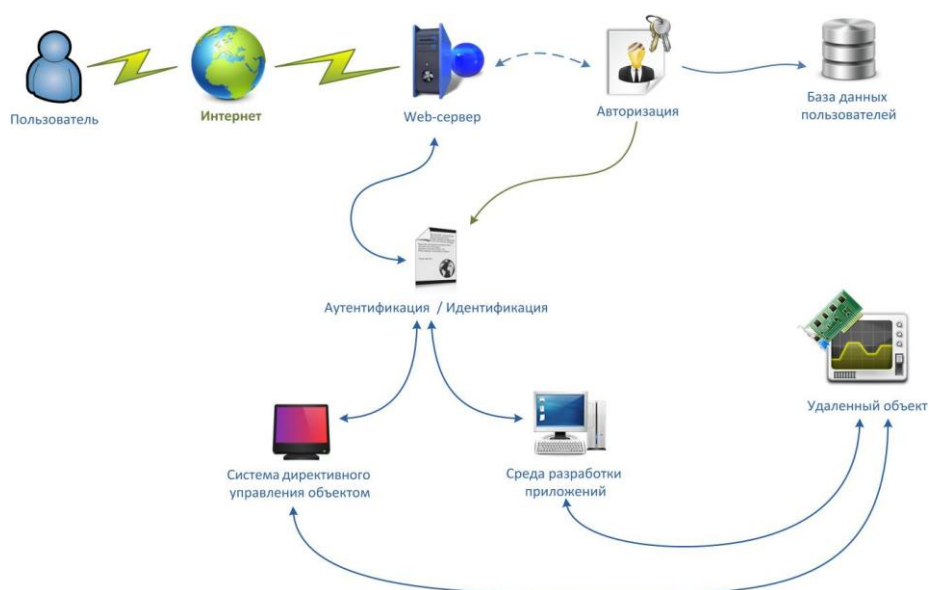 Пользователь
Интернет
Web-сервер
Авторизация
База данных
пользователей
Аутентификация / Идентификация
Удаленный объект
Система директивного
управления объектом
Среда разработки
приложений